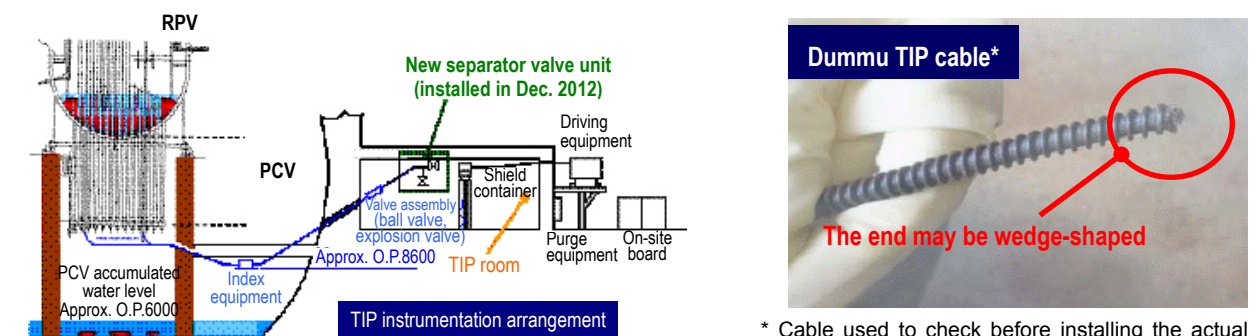 RPV
New separator valve unit
(installed in Dec. 2012)
Driving
equipment
PCV
Shield
container
Valve assembly
(ball valve,
explosion valve)
Purge
equipment
On-site
board
Approx. O.P.8600
TIP room
PCV accumulated
water level
Approx. O.P.6000
Index
equipment
TIP instrumentation arrangement
Dummu TIP cable*
The end may be wedge-shaped
* Cable used to check before installing the actual